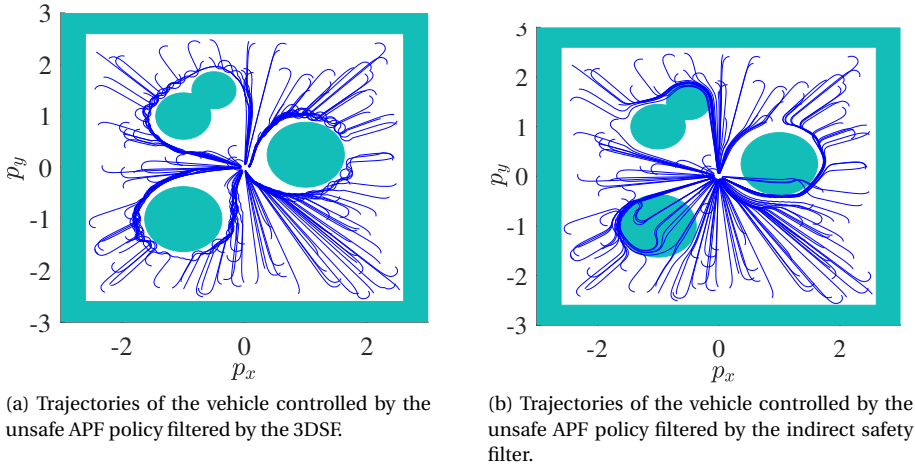 3
2
1
0
-1
-2
-3
p_y
-2 0 2
p_x
3
2
1
0
-1
-2
-3
p_y
-2 0 2
p_x
(a) Trajectories of the vehicle controlled by the
unsafe APF policy filtered by the 3DSF.
(b) Trajectories of the vehicle controlled by the
unsafe APF policy filtered by the indirect safety
filter.